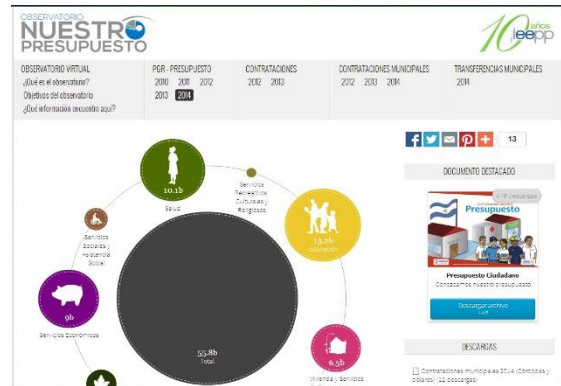 OBSERVATORIO
NUESTRO
PRESUPUESTO
10 años
ieepp
OBSERVATORIO VIRTUAL
¿Qué es el observatorio?
Objetivos del observatorio
¿Qué información encuentro aquí?
PGR - PRESUPUESTO
2010 2011 2012
2013 2014
CONTRATACIONES
2012 2013
CONTRATACIONES MUNICIPALES
2012 2013 2014
TRANSFERENCIAS MUNICIPALES
2014
13
10.1b
Salud
Servicios
Recreativos,
Culturales y
Religiosos
13.2b
Educación
Servicios
Sociales y
Asistencia
Social
9b
Servicios Económicos
55.8b
Total
6.5b
Vivienda y Servicios
DOCUMENTO DESTACADO
descargas
Presupuesto
Presupuesto Ciudadano
Conozcamos nuestro presupuesto
Descargar archivo
DESCARGAS
Contrataciones municipales 2014 (Córdobas y
dólares) (12 descargas)